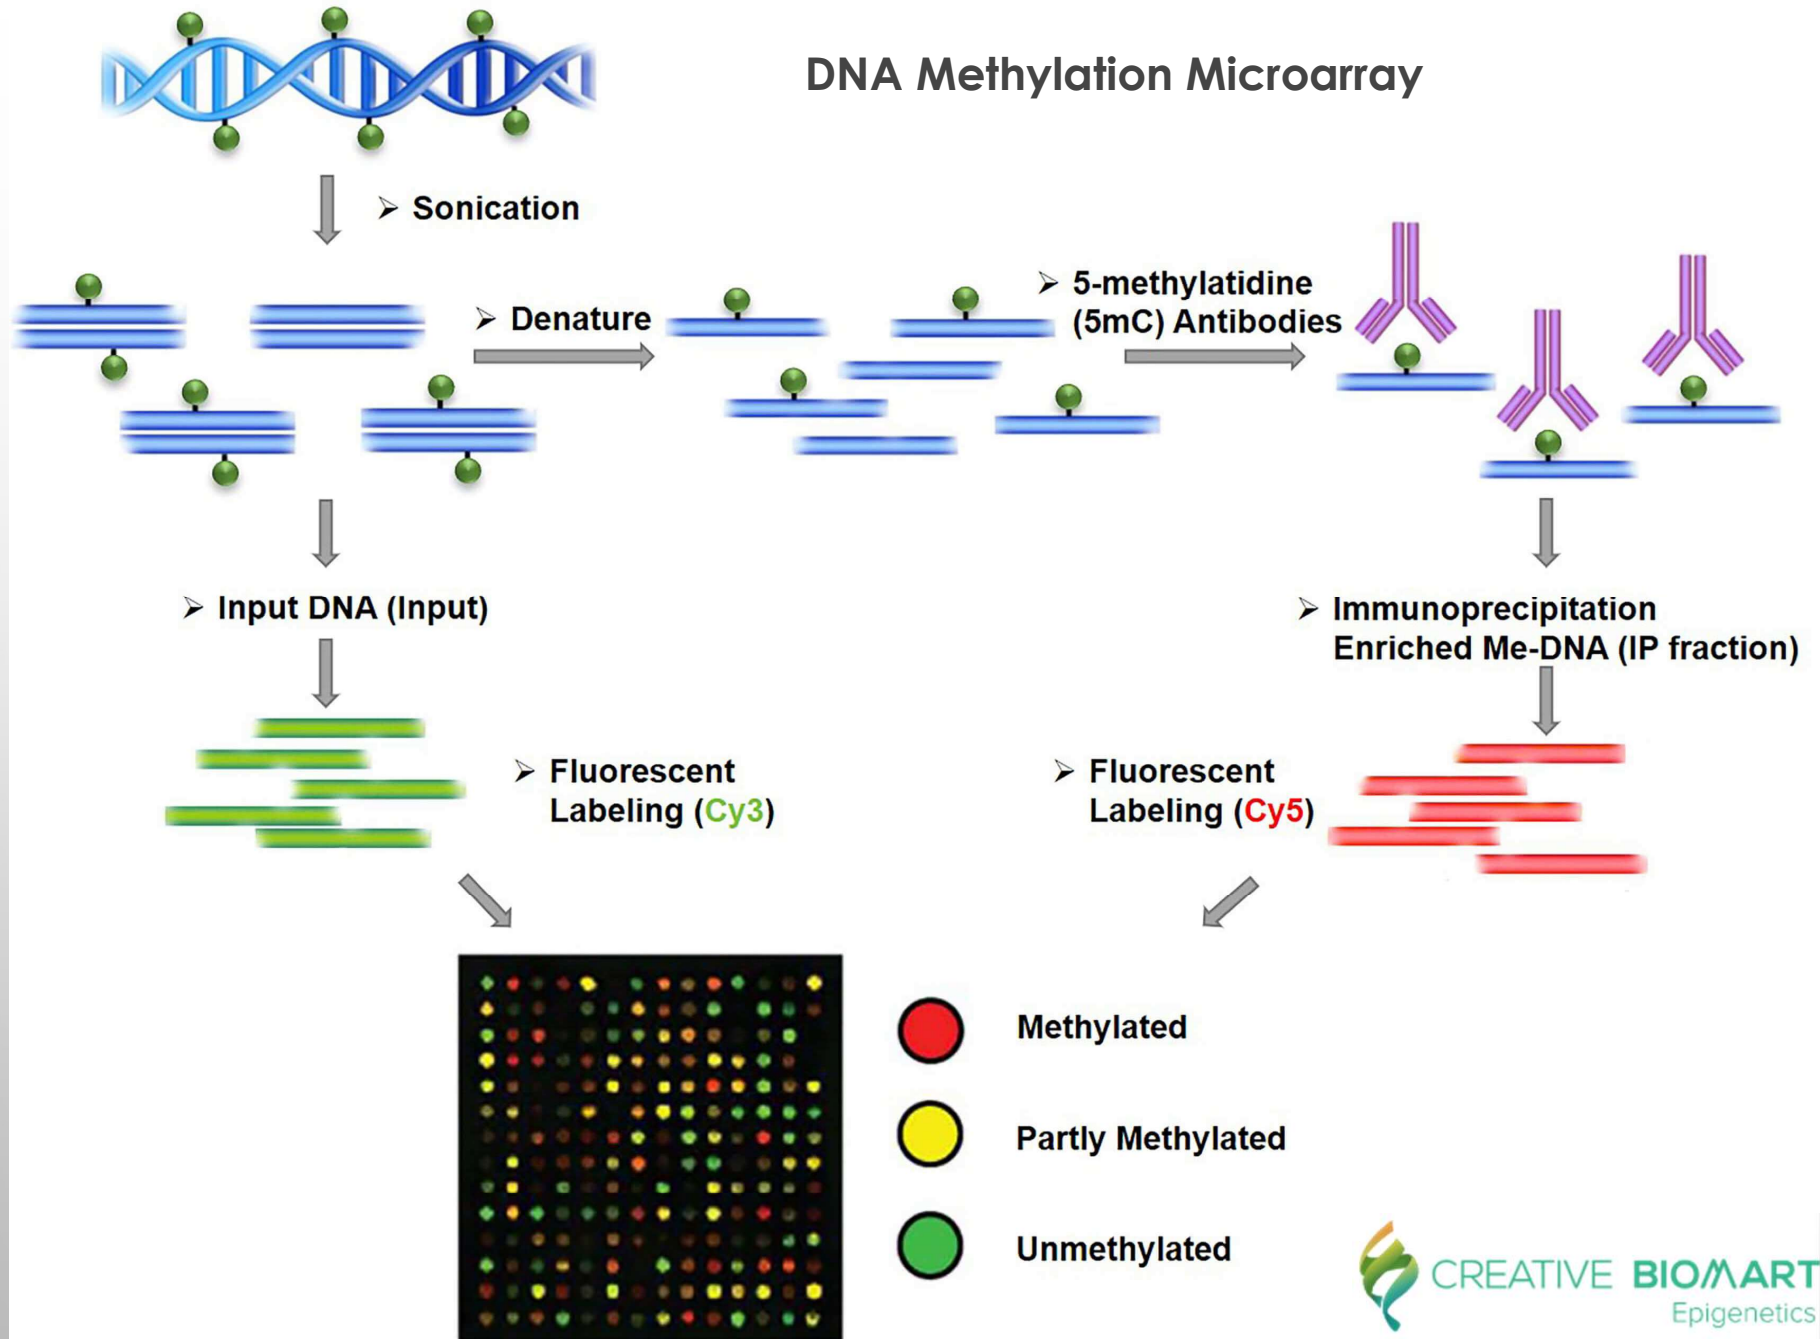 DNA Methylation Microarray
➢ Sonication
➢ Denature
➢ 5-methylatidine
(5mC) Antibodies
➢ Input DNA (Input)
➢ Immunoprecipitation
Enriched Me-DNA (IP fraction)
➢ Fluorescent
Labeling (Cy3)
➢ Fluorescent
Labeling (Cy5)
Methylated
Partly Methylated
Unmethylated
CREATIVE BIOMART
Epigenetics